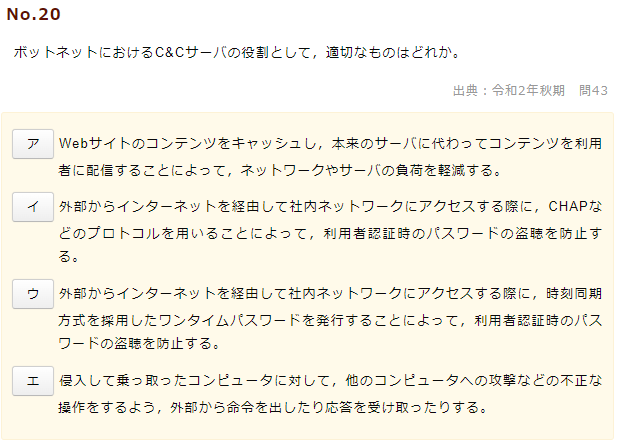 No.20
ボットネットにおけるC&Cサーバの役割として，適切なものはどれか。
出典：令和2年秋期　問43
ア Webサイトのコンテンツをキャッシュし，本来のサーバに代わってコンテンツを利用
者に配信することによって，ネットワークやサーバの負荷を軽減する。
イ 外部からインターネットを経由して社内ネットワークにアクセスする際に，CHAPな
どのプロトコルを用いることによって，利用者認証時のパスワードの盗聴を防止す
る。
ウ 外部からインターネットを経由して社内ネットワークにアクセスする際に，時刻同期
方式を採用したワンタイムパスワードを発行することによって，利用者認証時のパス
ワードの盗聴を防止する。
エ 侵入して乗っ取ったコンピュータに対して，他のコンピュータへの攻撃などの不正な
操作をするよう，外部から命令を出したり応答を受け取ったりする。